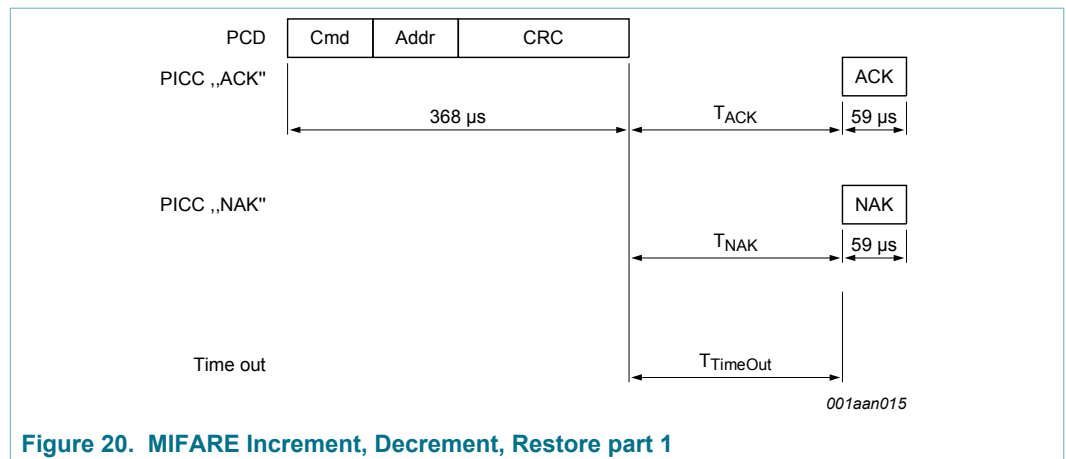 PCD Cmd Addr CRC
PICC ,,ACK" ACK
368 µs TACK 59 µs
PICC ,,NAK" NAK
TNAK 59 µs
Time out TTimeOut
001aan015
Figure 20. MIFARE Increment, Decrement, Restore part 1